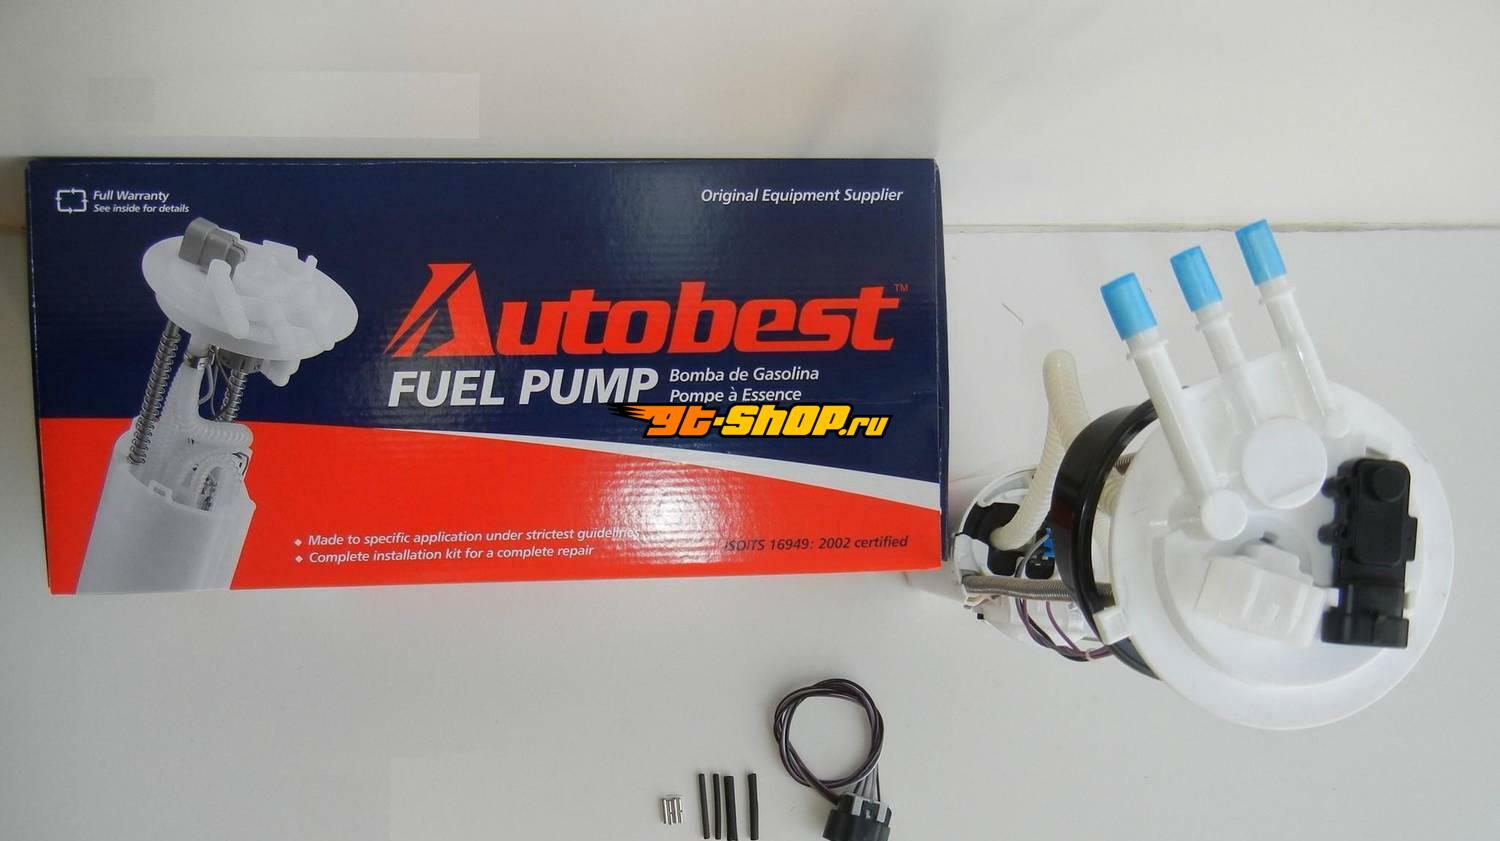 Full Warranty
See inside for details
Original Equipment Supplier
Autobest™
FUEL PUMP
Bomba de Gasolina
Pompe à Essence
gt-shop.ru
Made to specific application under strictest guidelines
Complete installation kit for a complete repair
ISO/TS 16949: 2002 certified